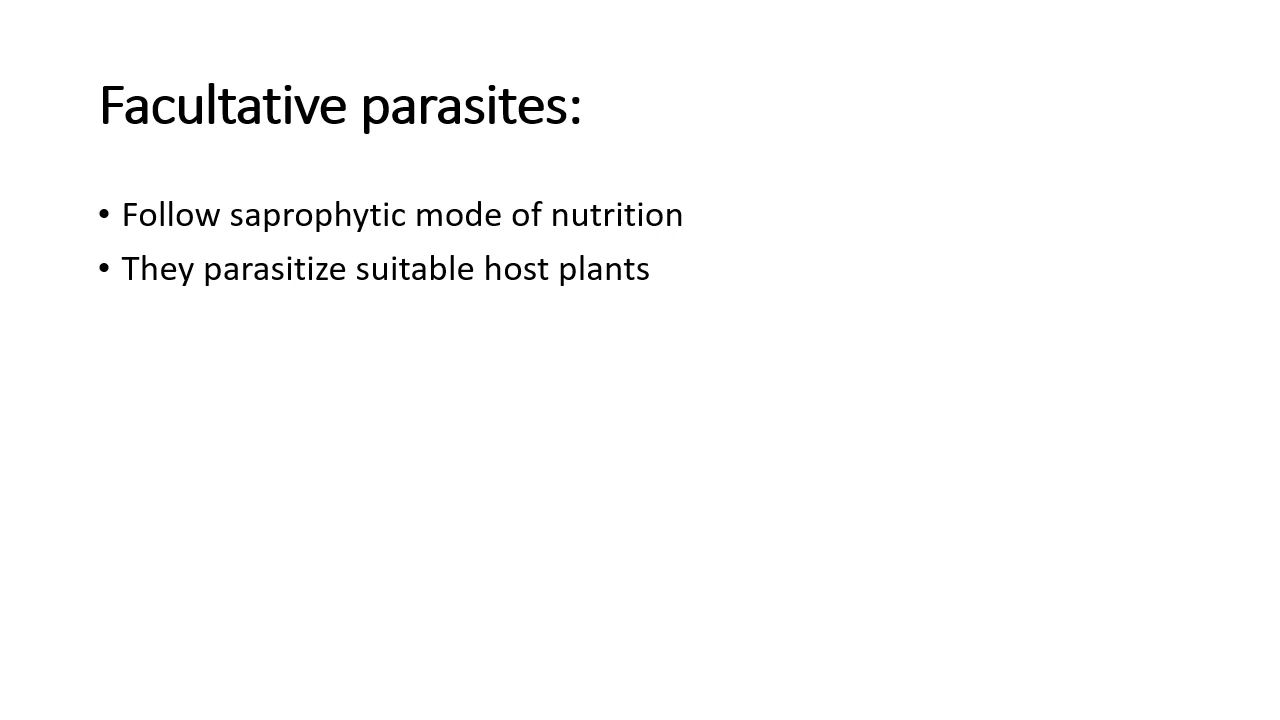 Facultative parasites:
• Follow saprophytic mode of nutrition
• They parasitize suitable host plants